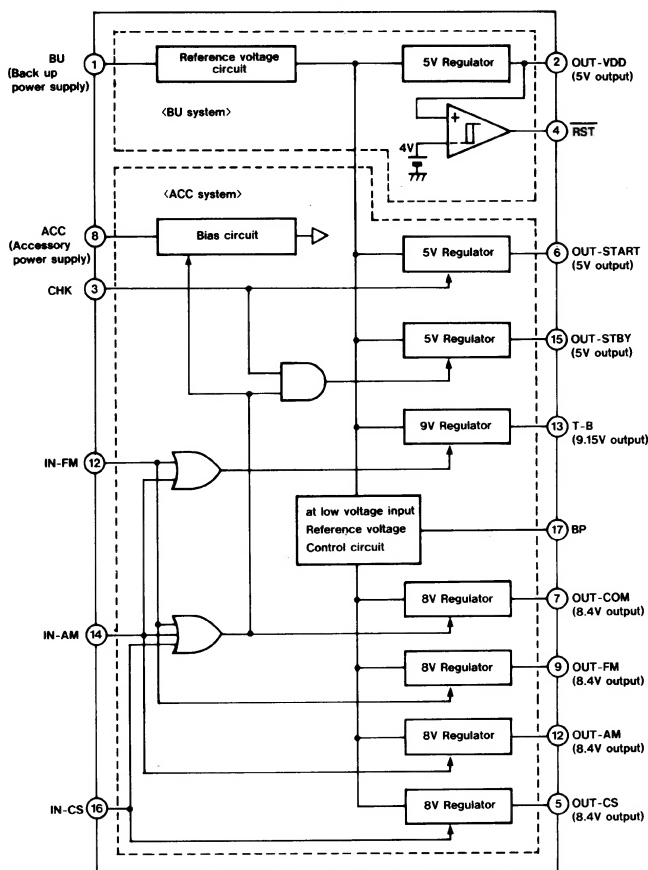 BU
(Back up
power supply)
1
Reference voltage
circuit
5V Regulator
2
OUT-VDD
(5V output)
<BU system>
+
-
4V
4
RST
<ACC system>
ACC
(Accessory
power supply)
8
Bias circuit
5V Regulator
6
OUT-START
(5V output)
CHK
3
5V Regulator
15
OUT-STBY
(5V output)
9V Regulator
13
T-B
(9.15V output)
IN-FM
12
at low voltage input
Reference voltage
Control circuit
17
BP
8V Regulator
7
OUT-COM
(8.4V output)
IN-AM
14
8V Regulator
9
OUT-FM
(8.4V output)
8V Regulator
12
OUT-AM
(8.4V output)
IN-CS
16
8V Regulator
5
OUT-CS
(8.4V output)